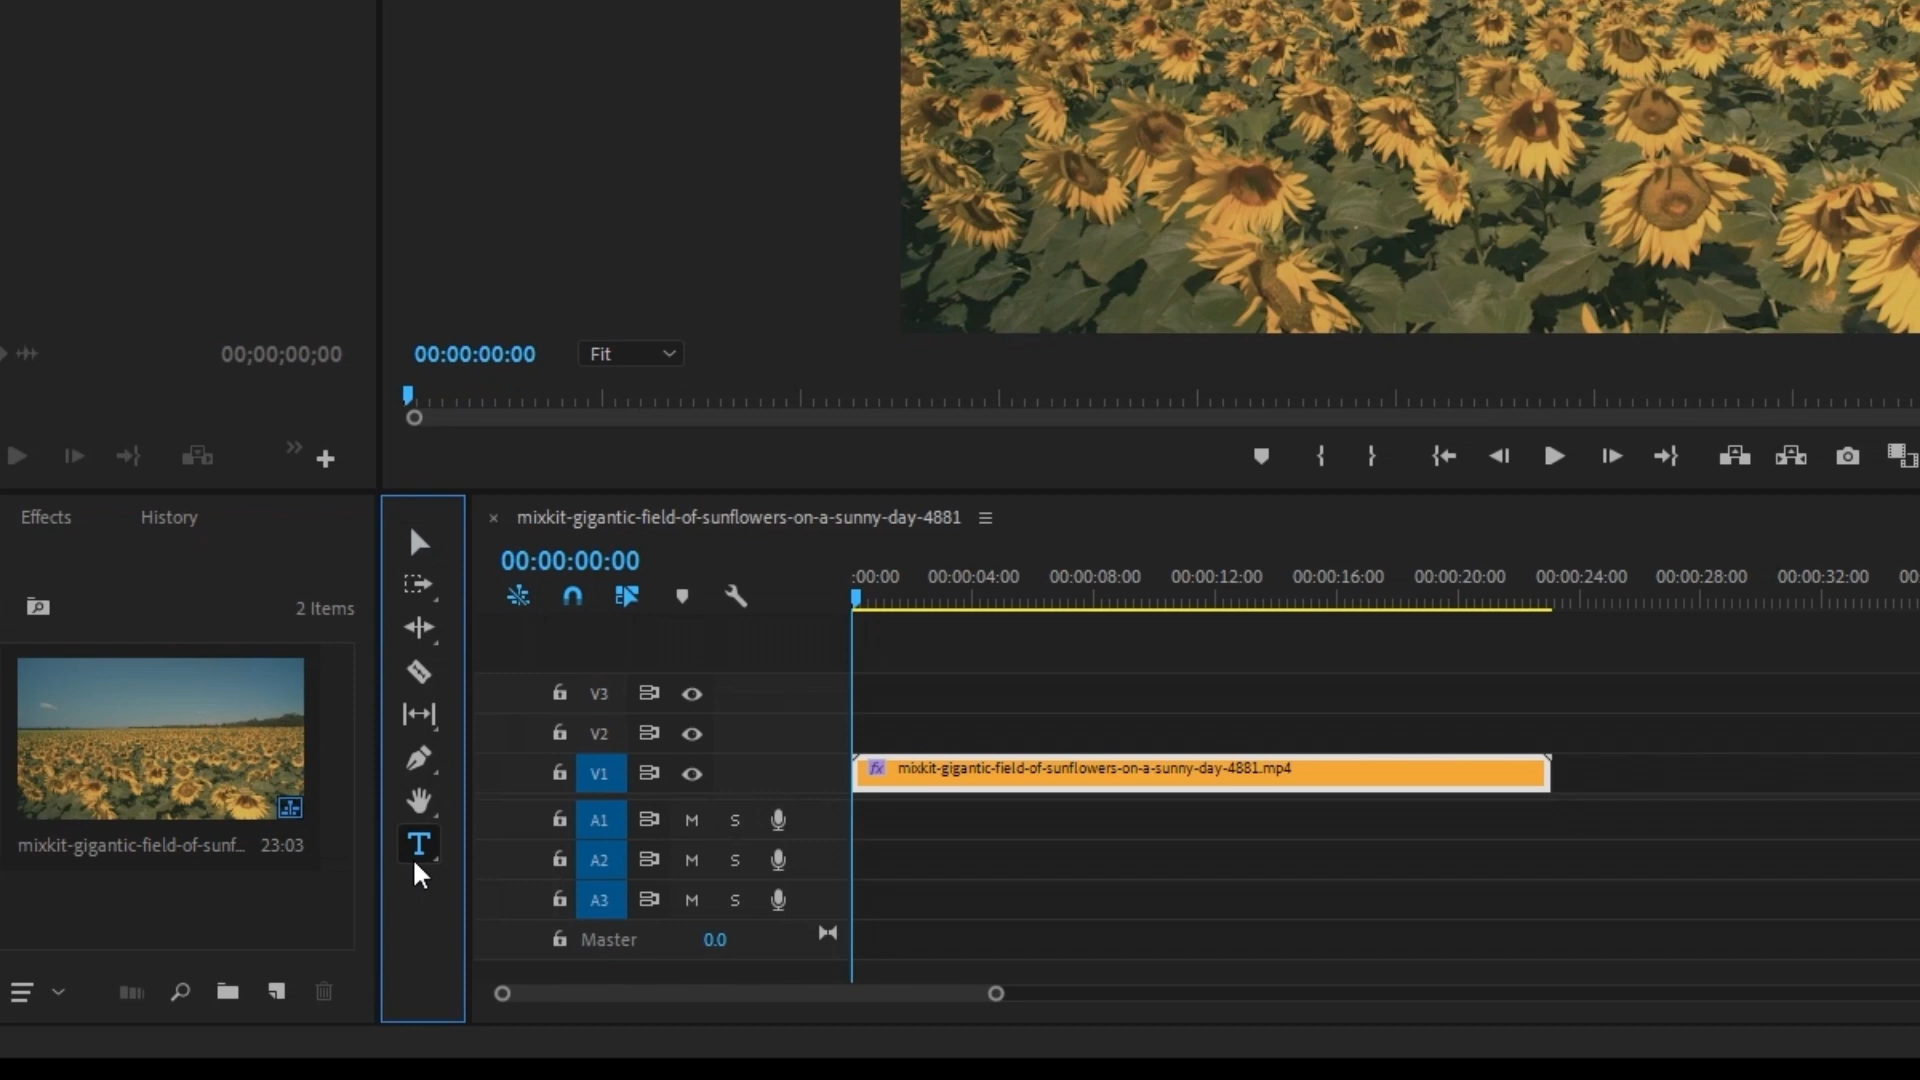 00;00;00;00
00:00:00:00
Fit
Effects
History
2 Items
mixkit-gigantic-field-of-sunf...
23:03
mixkit-gigantic-field-of-sunflowers-on-a-sunny-day-4881
00:00:00:00
:00:00
00:00:04:00
00:00:08:00
00:00:12:00
00:00:16:00
00:00:20:00
00:00:24:00
00:00:28:00
00:00:32:00
00
V3
V2
V1
fx mixkit-gigantic-field-of-sunflowers-on-a-sunny-day-4881.mp4
A1 M S
A2 M S
A3 M S
Master 0.0